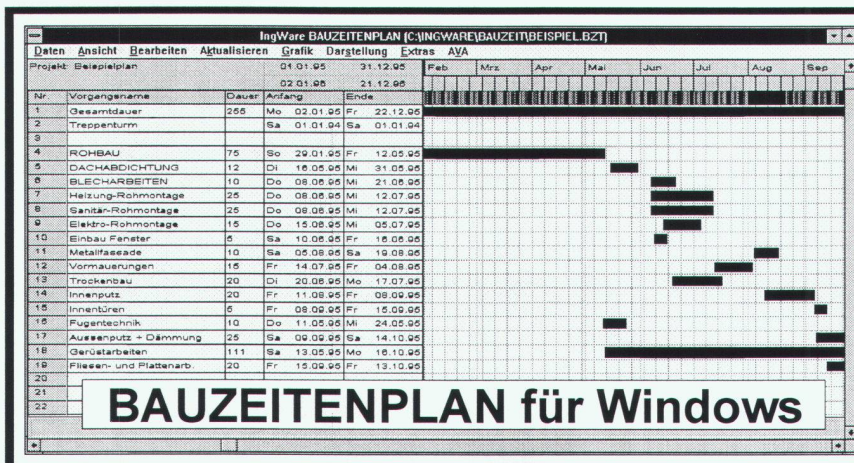 IngWare BAUZEITENPLAN [C:\INGWARE\BAUZEIT\BEISPIEL.BZT]
Daten Ansicht Bearbeiten Aktualisieren Grafik Darstellung Extras AVA
Projekt: Beispielplan 01.01.95 31.12.95 Feb Mrz Apr Mai Jun Jul Aug Sep
02.01.95 21.12.95
Nr. Vorgangsname Dauer Anfang Ende
1 Gesamtdauer 255 Mo 02.01.95 Fr 22.12.95
2 Treppenturm Sa 01.01.94 Sa 01.01.94
3
4 ROHBAU 75 So 29.01.95 Fr 12.05.95
5 DACHABDICHTUNG 12 Di 16.05.95 Mi 31.05.95
6 BLECHARBEITEN 10 Do 08.06.95 Mi 21.06.95
7 Heizung-Rohmontage 25 Do 08.06.95 Mi 12.07.95
8 Sanitär-Rohmontage 25 Do 08.06.95 Mi 12.07.95
9 Elektro-Rohmontage 15 Do 15.06.95 Mi 05.07.95
10 Einbau Fenster 5 Sa 10.06.95 Fr 16.06.95
11 Metallfassade 10 Sa 05.08.95 Sa 19.08.95
12 Vormauerungen 15 Fr 14.07.95 Fr 04.08.95
13 Trockenbau 20 Di 20.06.95 Mo 17.07.95
14 Innenputz 20 Fr 11.08.95 Fr 08.09.95
15 Innentüren 5 Fr 08.09.95 Fr 15.09.95
16 Fugentechnik 10 Do 11.05.95 Mi 24.05.95
17 Aussenputz + Dämmung 25 Sa 09.09.95 Sa 14.10.95
18 Gerüstarbeiten 111 Sa 13.05.95 Mo 16.10.95
19 Fliesen- und Plattenarb. 20 Fr 15.09.95 Fr 13.10.95
20
21
22
BAUZEITENPLAN für Windows